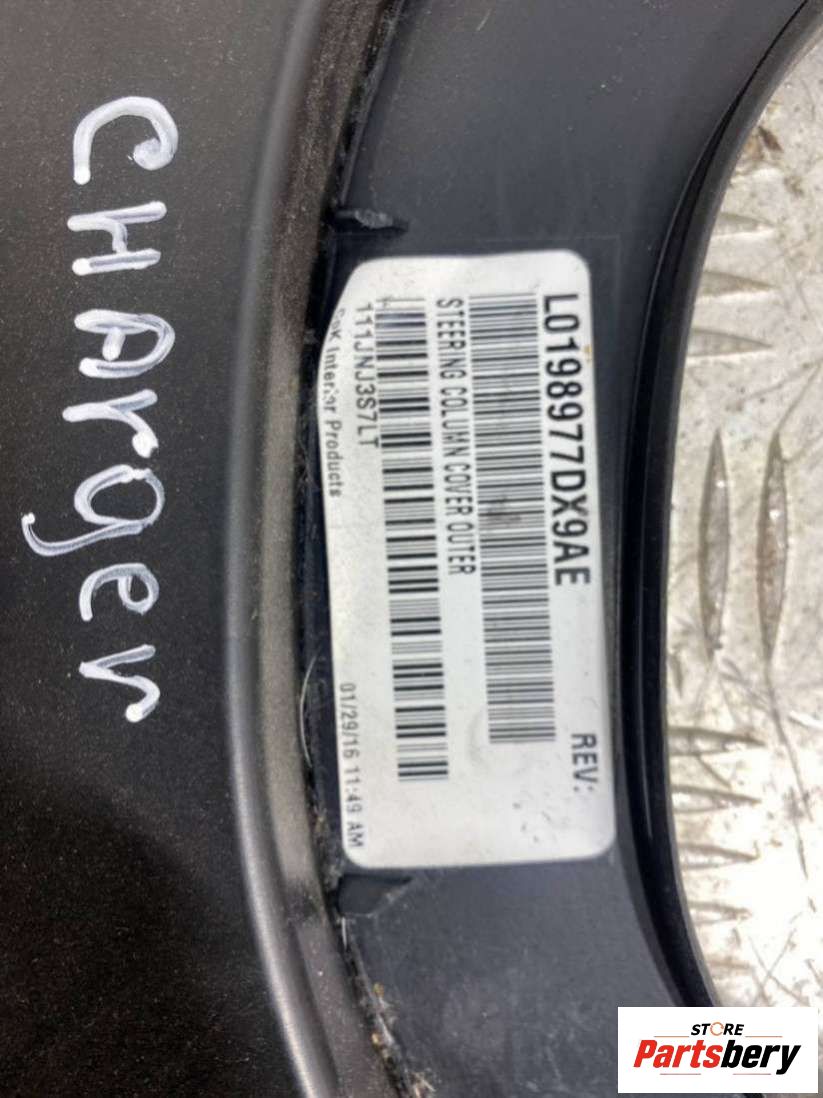 CHArger
L0198977DX9AE
REV:
STEERING COLUMN COVER OUTER
111JNJ3S7LT
Interior Products
01/29/16 11:49 AM
STORE
Partsbery